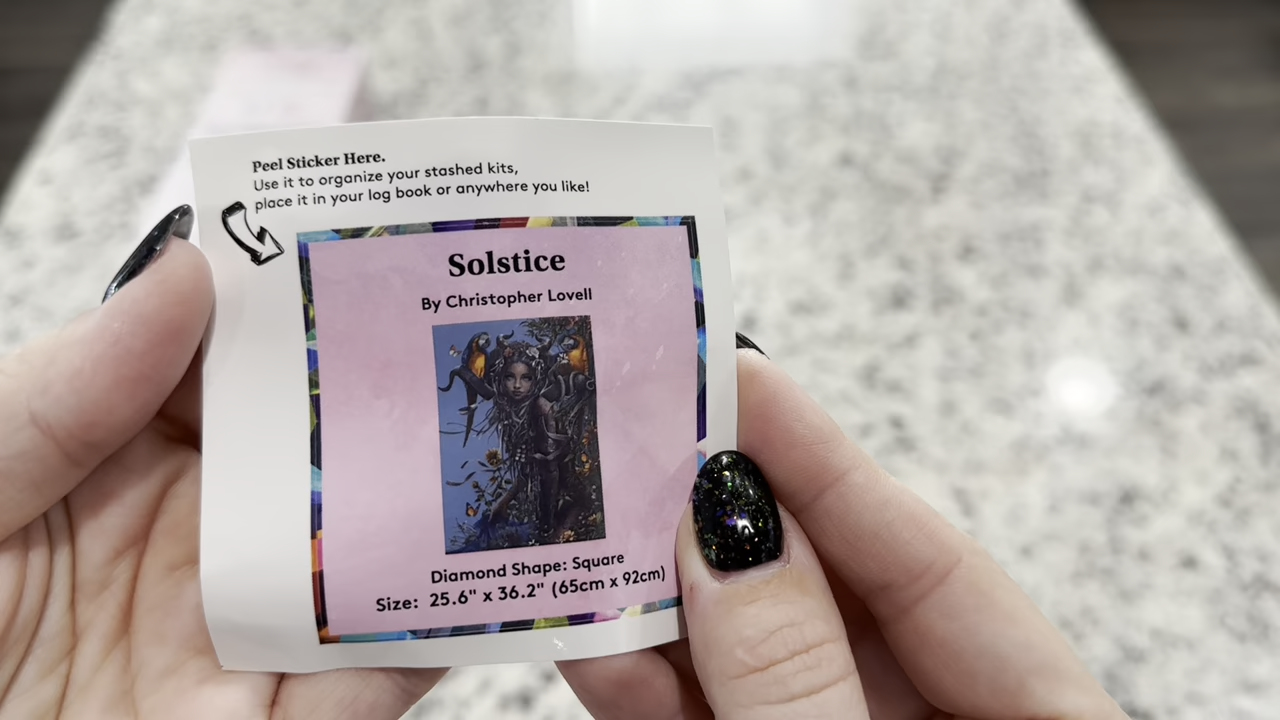 Peel Sticker Here.
Use it to organize your stashed kits,
place it in your log book or anywhere you like!
Solstice
By Christopher Lovell
Diamond Shape: Square
Size: 25.6" x 36.2" (65cm x 92cm)